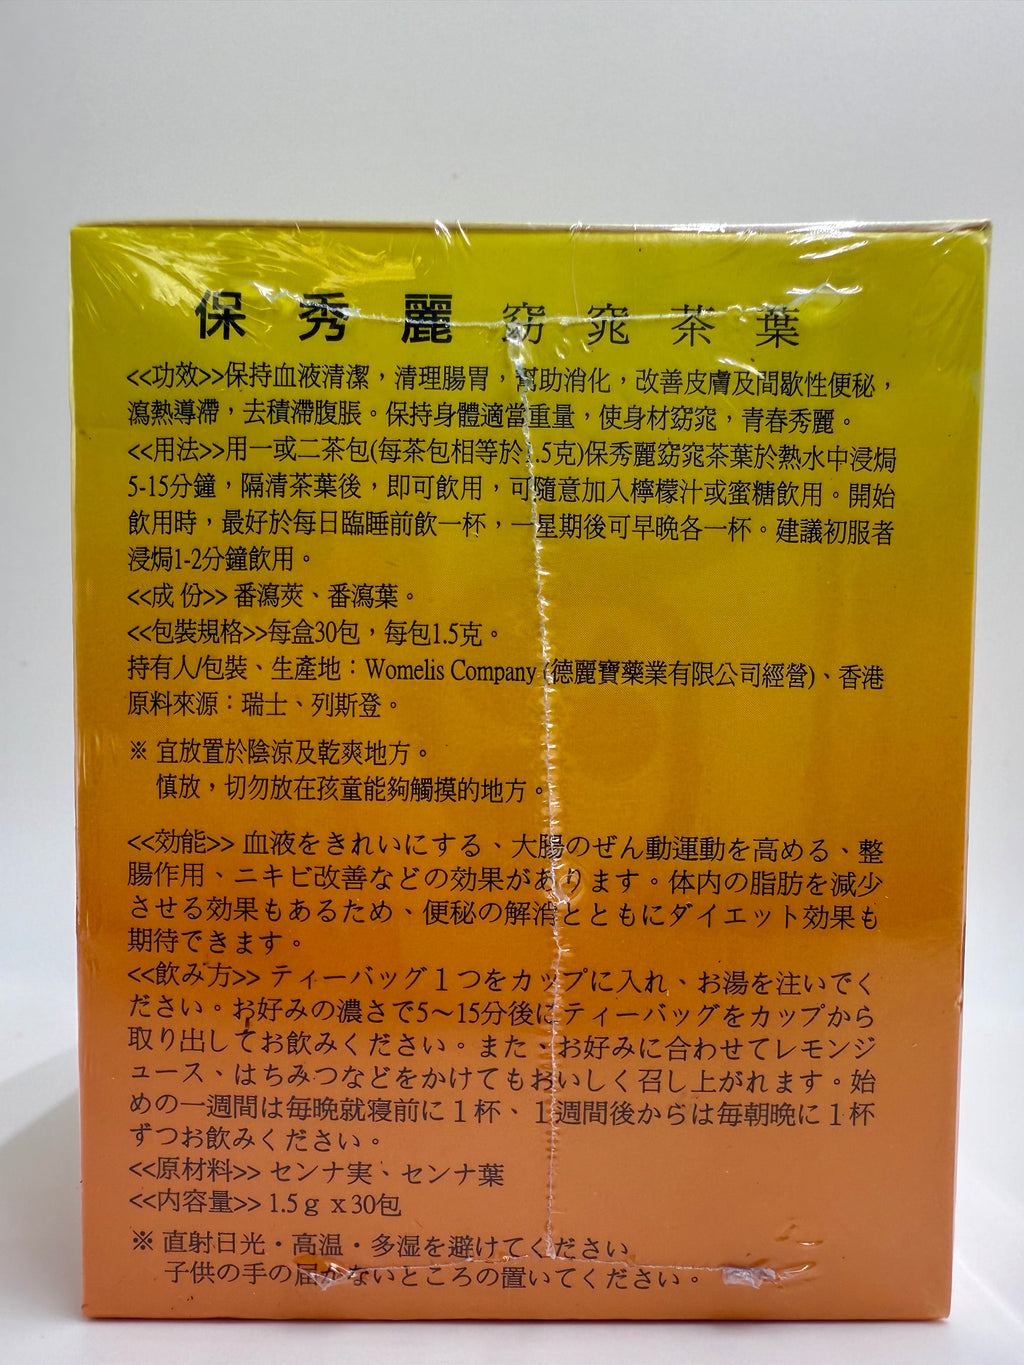 保秀麗 窈窕茶葉
<<功效>>保持血液清潔，清理腸胃，幫助消化，改善皮膚及間歇性便秘，
瀉熱導滯，去積滯腹脹。保持身體適當重量，使身材窈窕，青春秀麗。
<<用法>>用一或二茶包(每茶包相等於1.5克)保秀麗窈窕茶葉於熱水中浸焗
5-15分鐘，隔清茶葉後，即可飲用，可隨意加入檸檬汁或蜜糖飲用。開始
飲用時，最好於每日臨睡前飲一杯，一星期後可早晚各一杯。建議初服者
浸焗1-2分鐘飲用。
<<成 份>> 番瀉莢、番瀉葉。
<<包裝規格>>每盒30包，每包1.5克。
持有人/包裝、生產地：Womelis Company (德麗寶藥業有限公司經營)、香港
原料來源：瑞士、列斯登。
※ 宜放置於陰涼及乾爽地方。
慎放，切勿放在孩童能夠觸摸的地方。
<<効能>> 血液をきれいにする、大腸のぜん動運動を高める、整
腸作用、ニキビ改善などの効果があります。体内の脂肪を減少
させる効果もあるため、便秘の解消とともにダイエット効果も
期待できます。
<<飲み方>> ティーバッグ１つをカップに入れ、お湯を注いでく
ださい。お好みの濃さで5～15分後にティーバッグをカップから
取り出してお飲みください。また、お好みに合わせてレモンジ
ュース、はちみつなどをかけてもおいしく召し上がれます。始
めの一週間は毎晩就寝前に１杯、１週間後からは毎朝晩に１杯
ずつお飲みください。
<<原材料>> センナ実、センナ葉
<<内容量>> 1.5ｇ x 30包
※ 直射日光・高温・多湿を避けてください
子供の手の届かないところの置いてください。